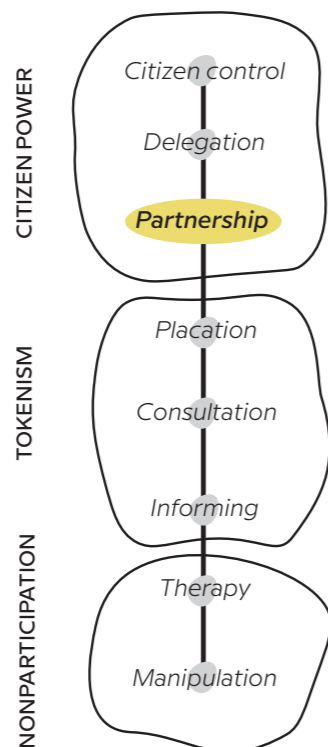 CITIZEN POWER
Citizen control
Delegation
Partnership
TOKENISM
Placation
Consultation
Informing
NONPARTICIPATION
Therapy
Manipulation